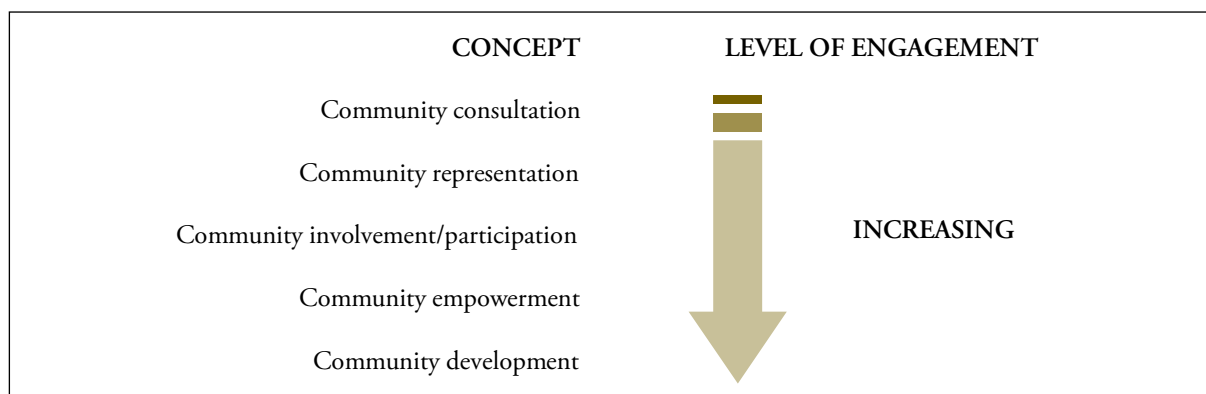 CONCEPT LEVEL OF ENGAGEMENT
Community consultation
Community representation
Community involvement/participation
INCREASING
Community empowerment
Community development